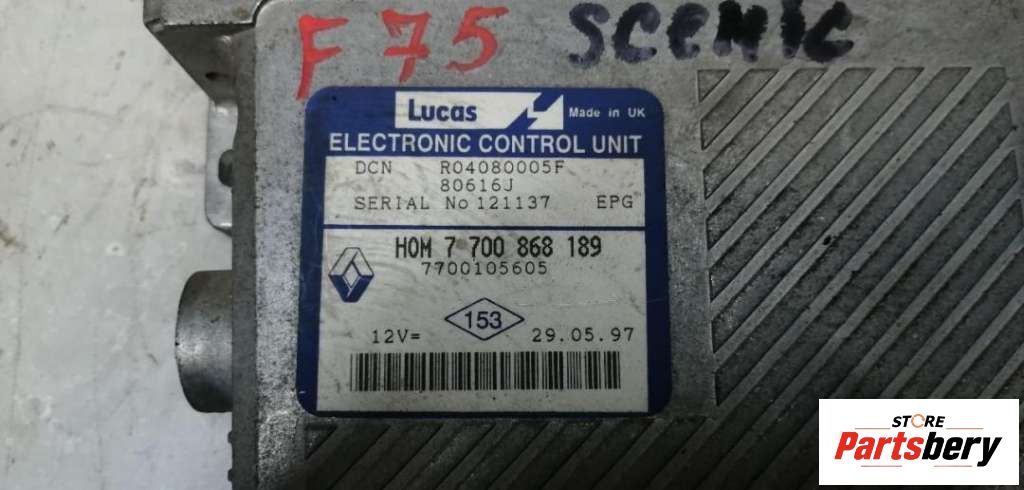 F 75 SCENIC
Lucas Made in UK
ELECTRONIC CONTROL UNIT
DCN R04080005F
80616J
SERIAL No 121137 EPG
HOM 7 700 868 189
7700105605
153
12V= 29.05.97
STORE
Partsbery